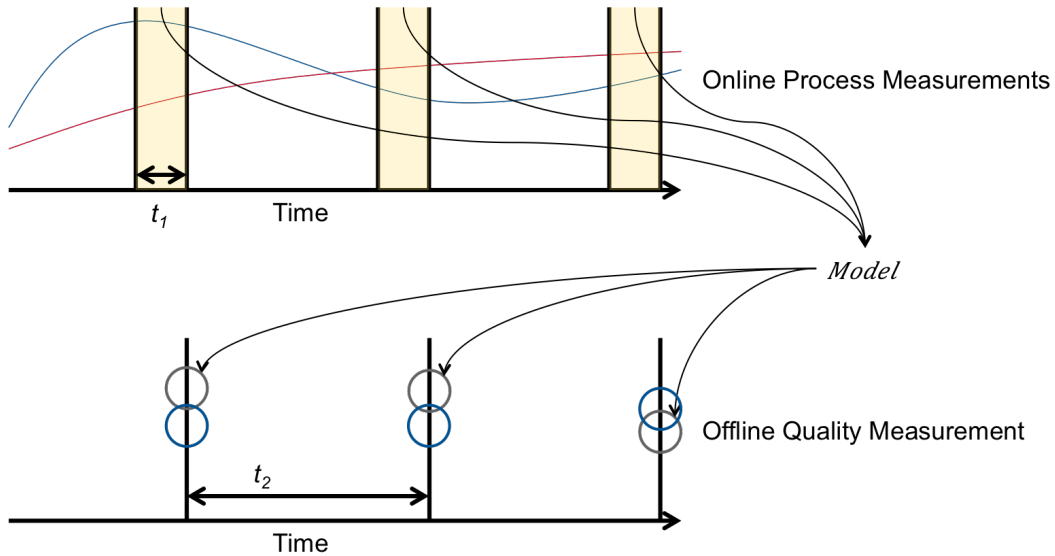 Online Process Measurements
t1
Time
Model
Offline Quality Measurement
t2
Time